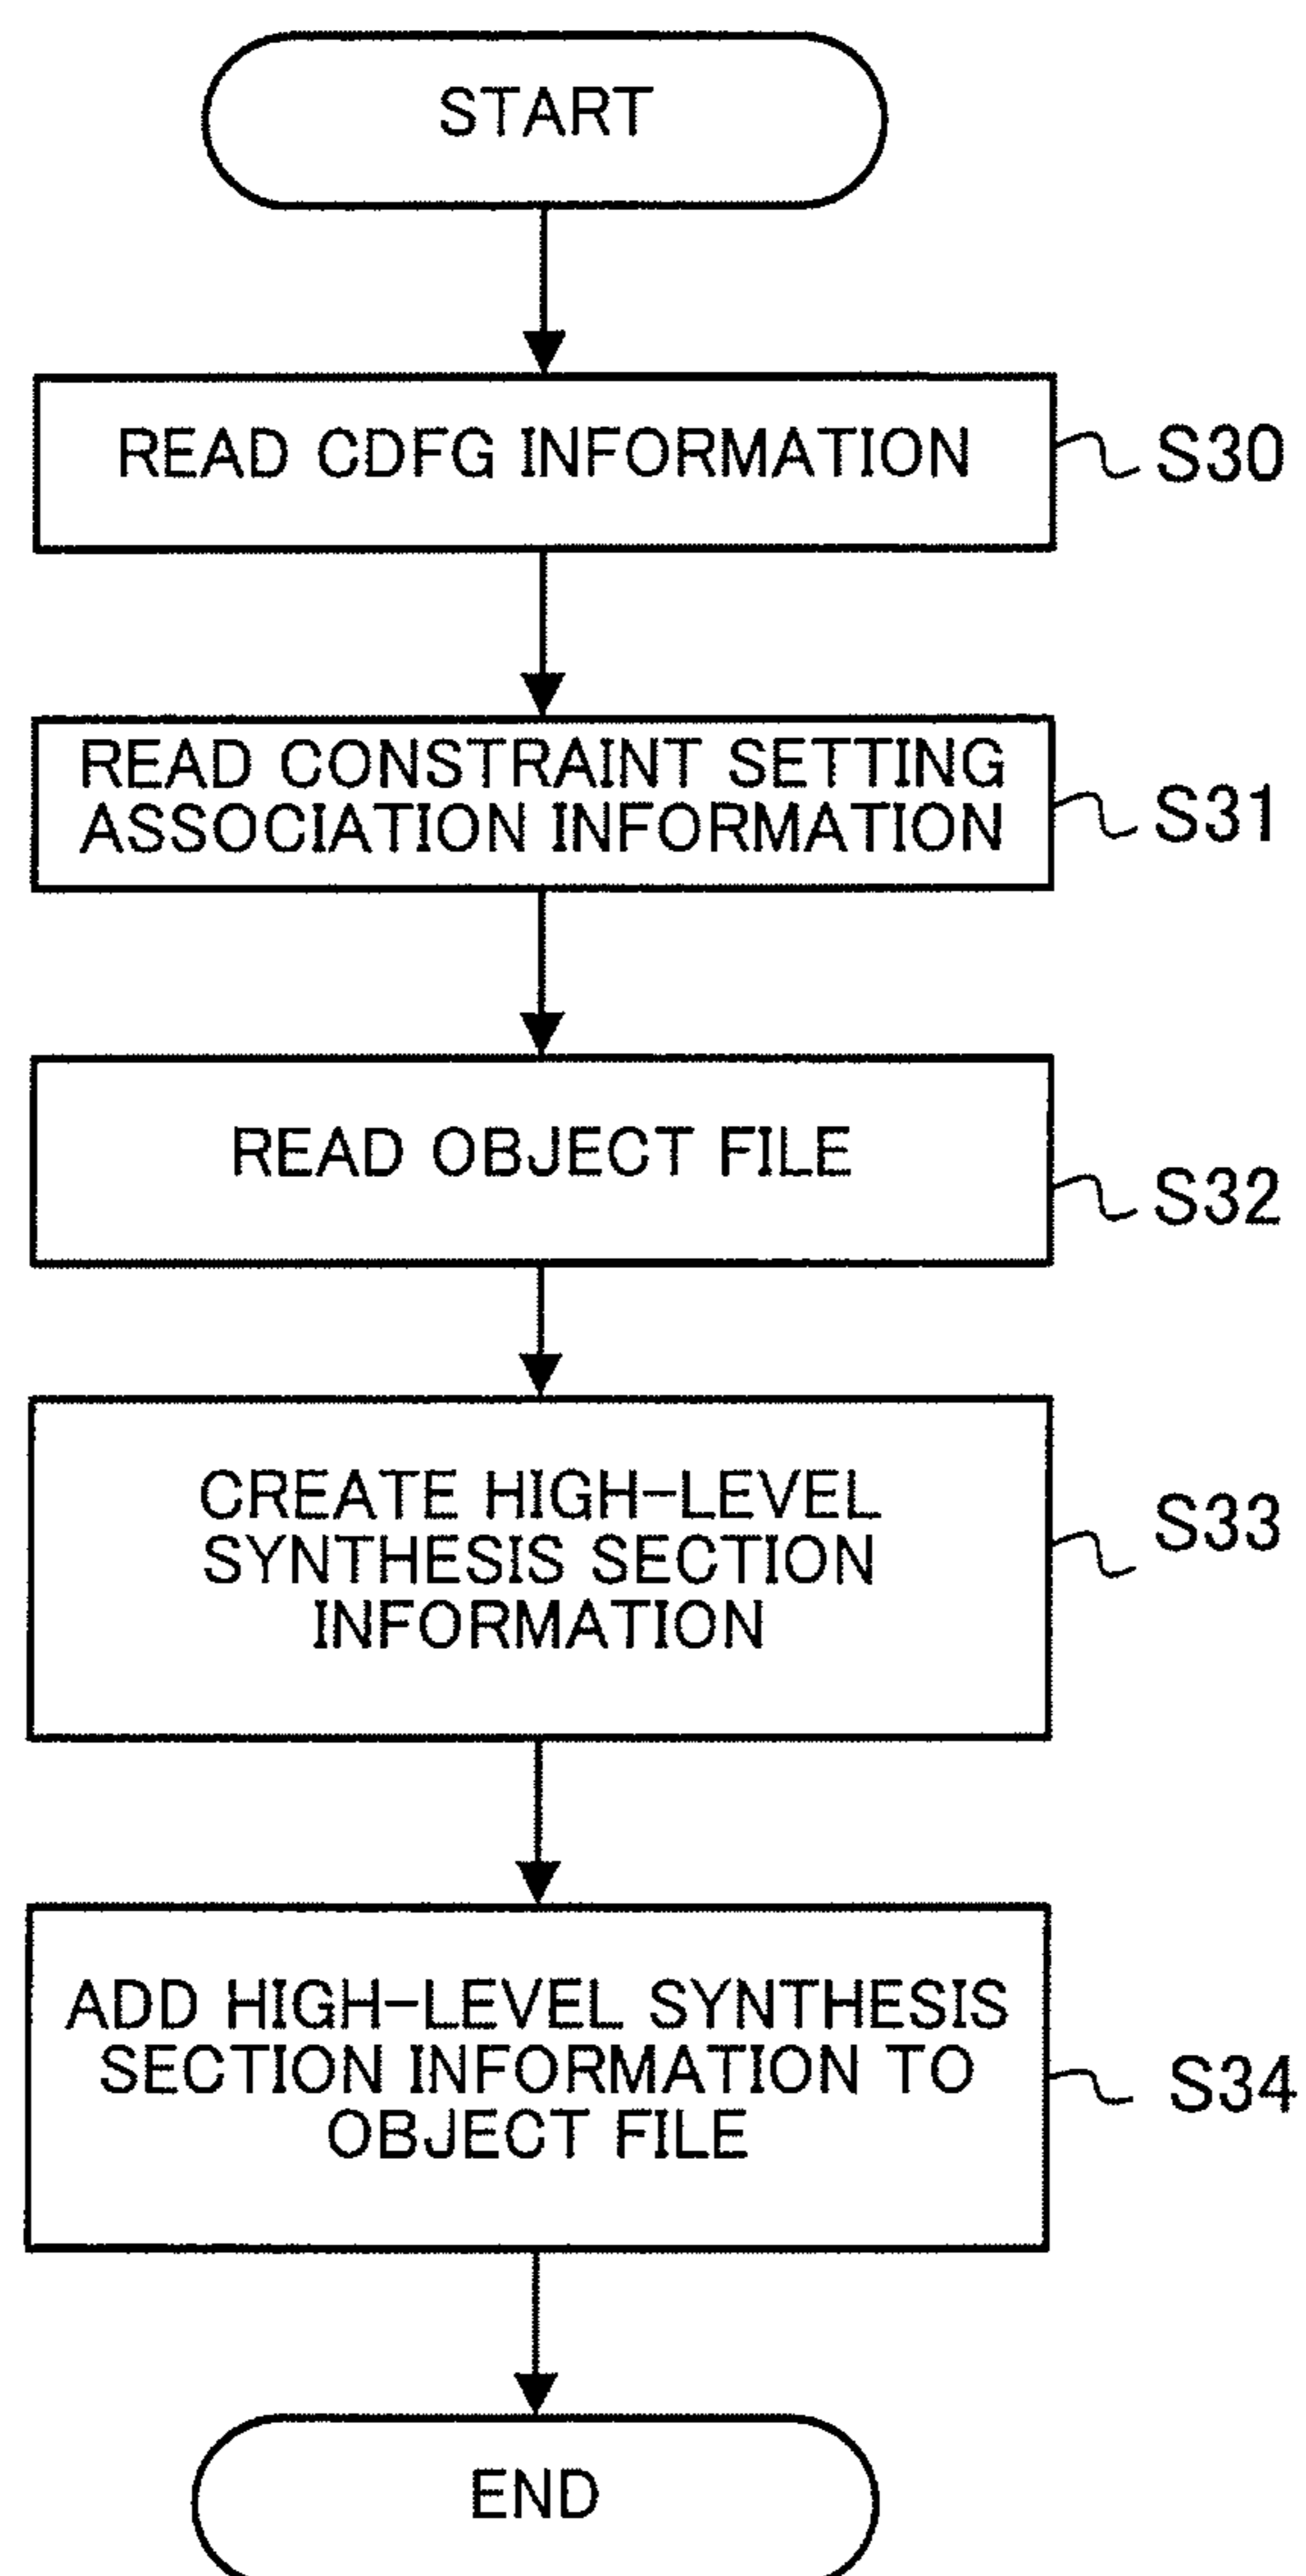 START
READ CDFG INFORMATION
S30
READ CONSTRAINT SETTING
ASSOCIATION INFORMATION
S31
READ OBJECT FILE
S32
CREATE HIGH-LEVEL
SYNTHESIS SECTION
INFORMATION
S33
ADD HIGH-LEVEL SYNTHESIS
SECTION INFORMATION TO
OBJECT FILE
S34
END